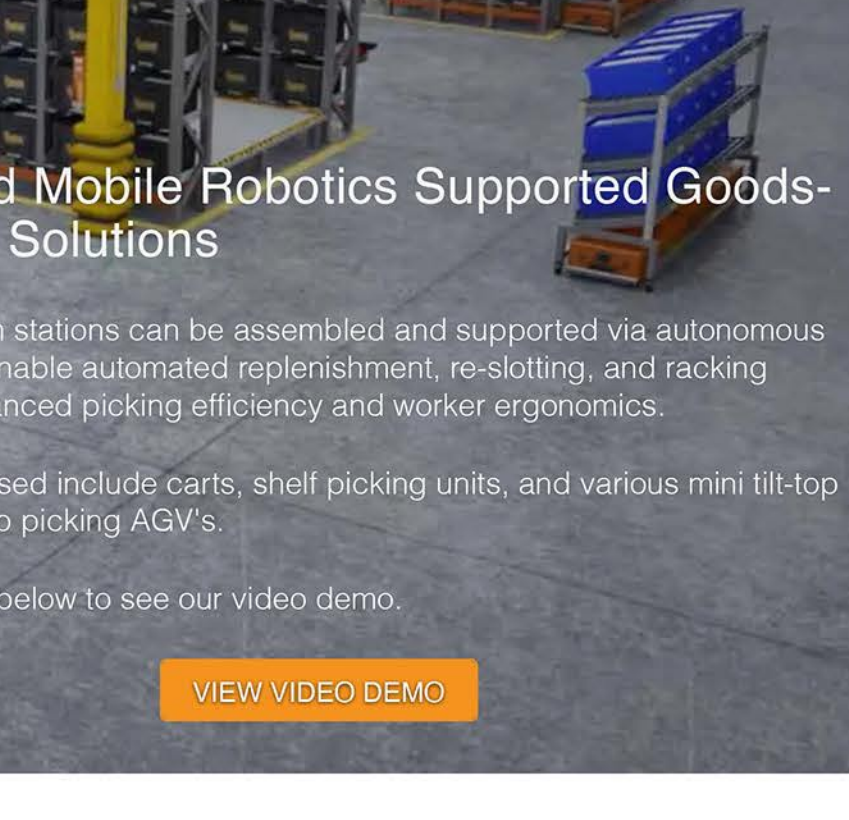 d Mobile Robotics Supported Goods-
Solutions
stations can be assembled and supported via autonomous
nable automated replenishment, re-slotting, and racking
anced picking efficiency and worker ergonomics.
sed include carts, shelf picking units, and various mini tilt-top
o picking AGV's.
below to see our video demo.
VIEW VIDEO DEMO